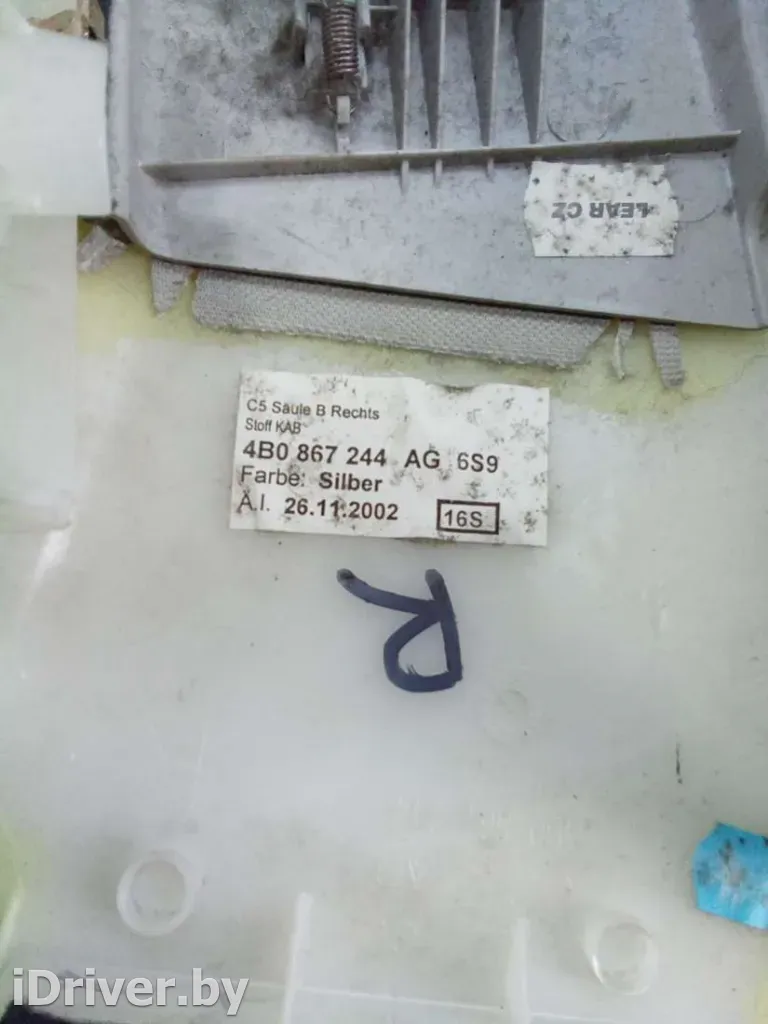 LEAR CZ
C5 Säule B Rechts
Stoff KAB
4B0 867 244 AG 6S9
Farbe: Silber
Ä.I. 26.11.2002 16S
R
iDriver.by